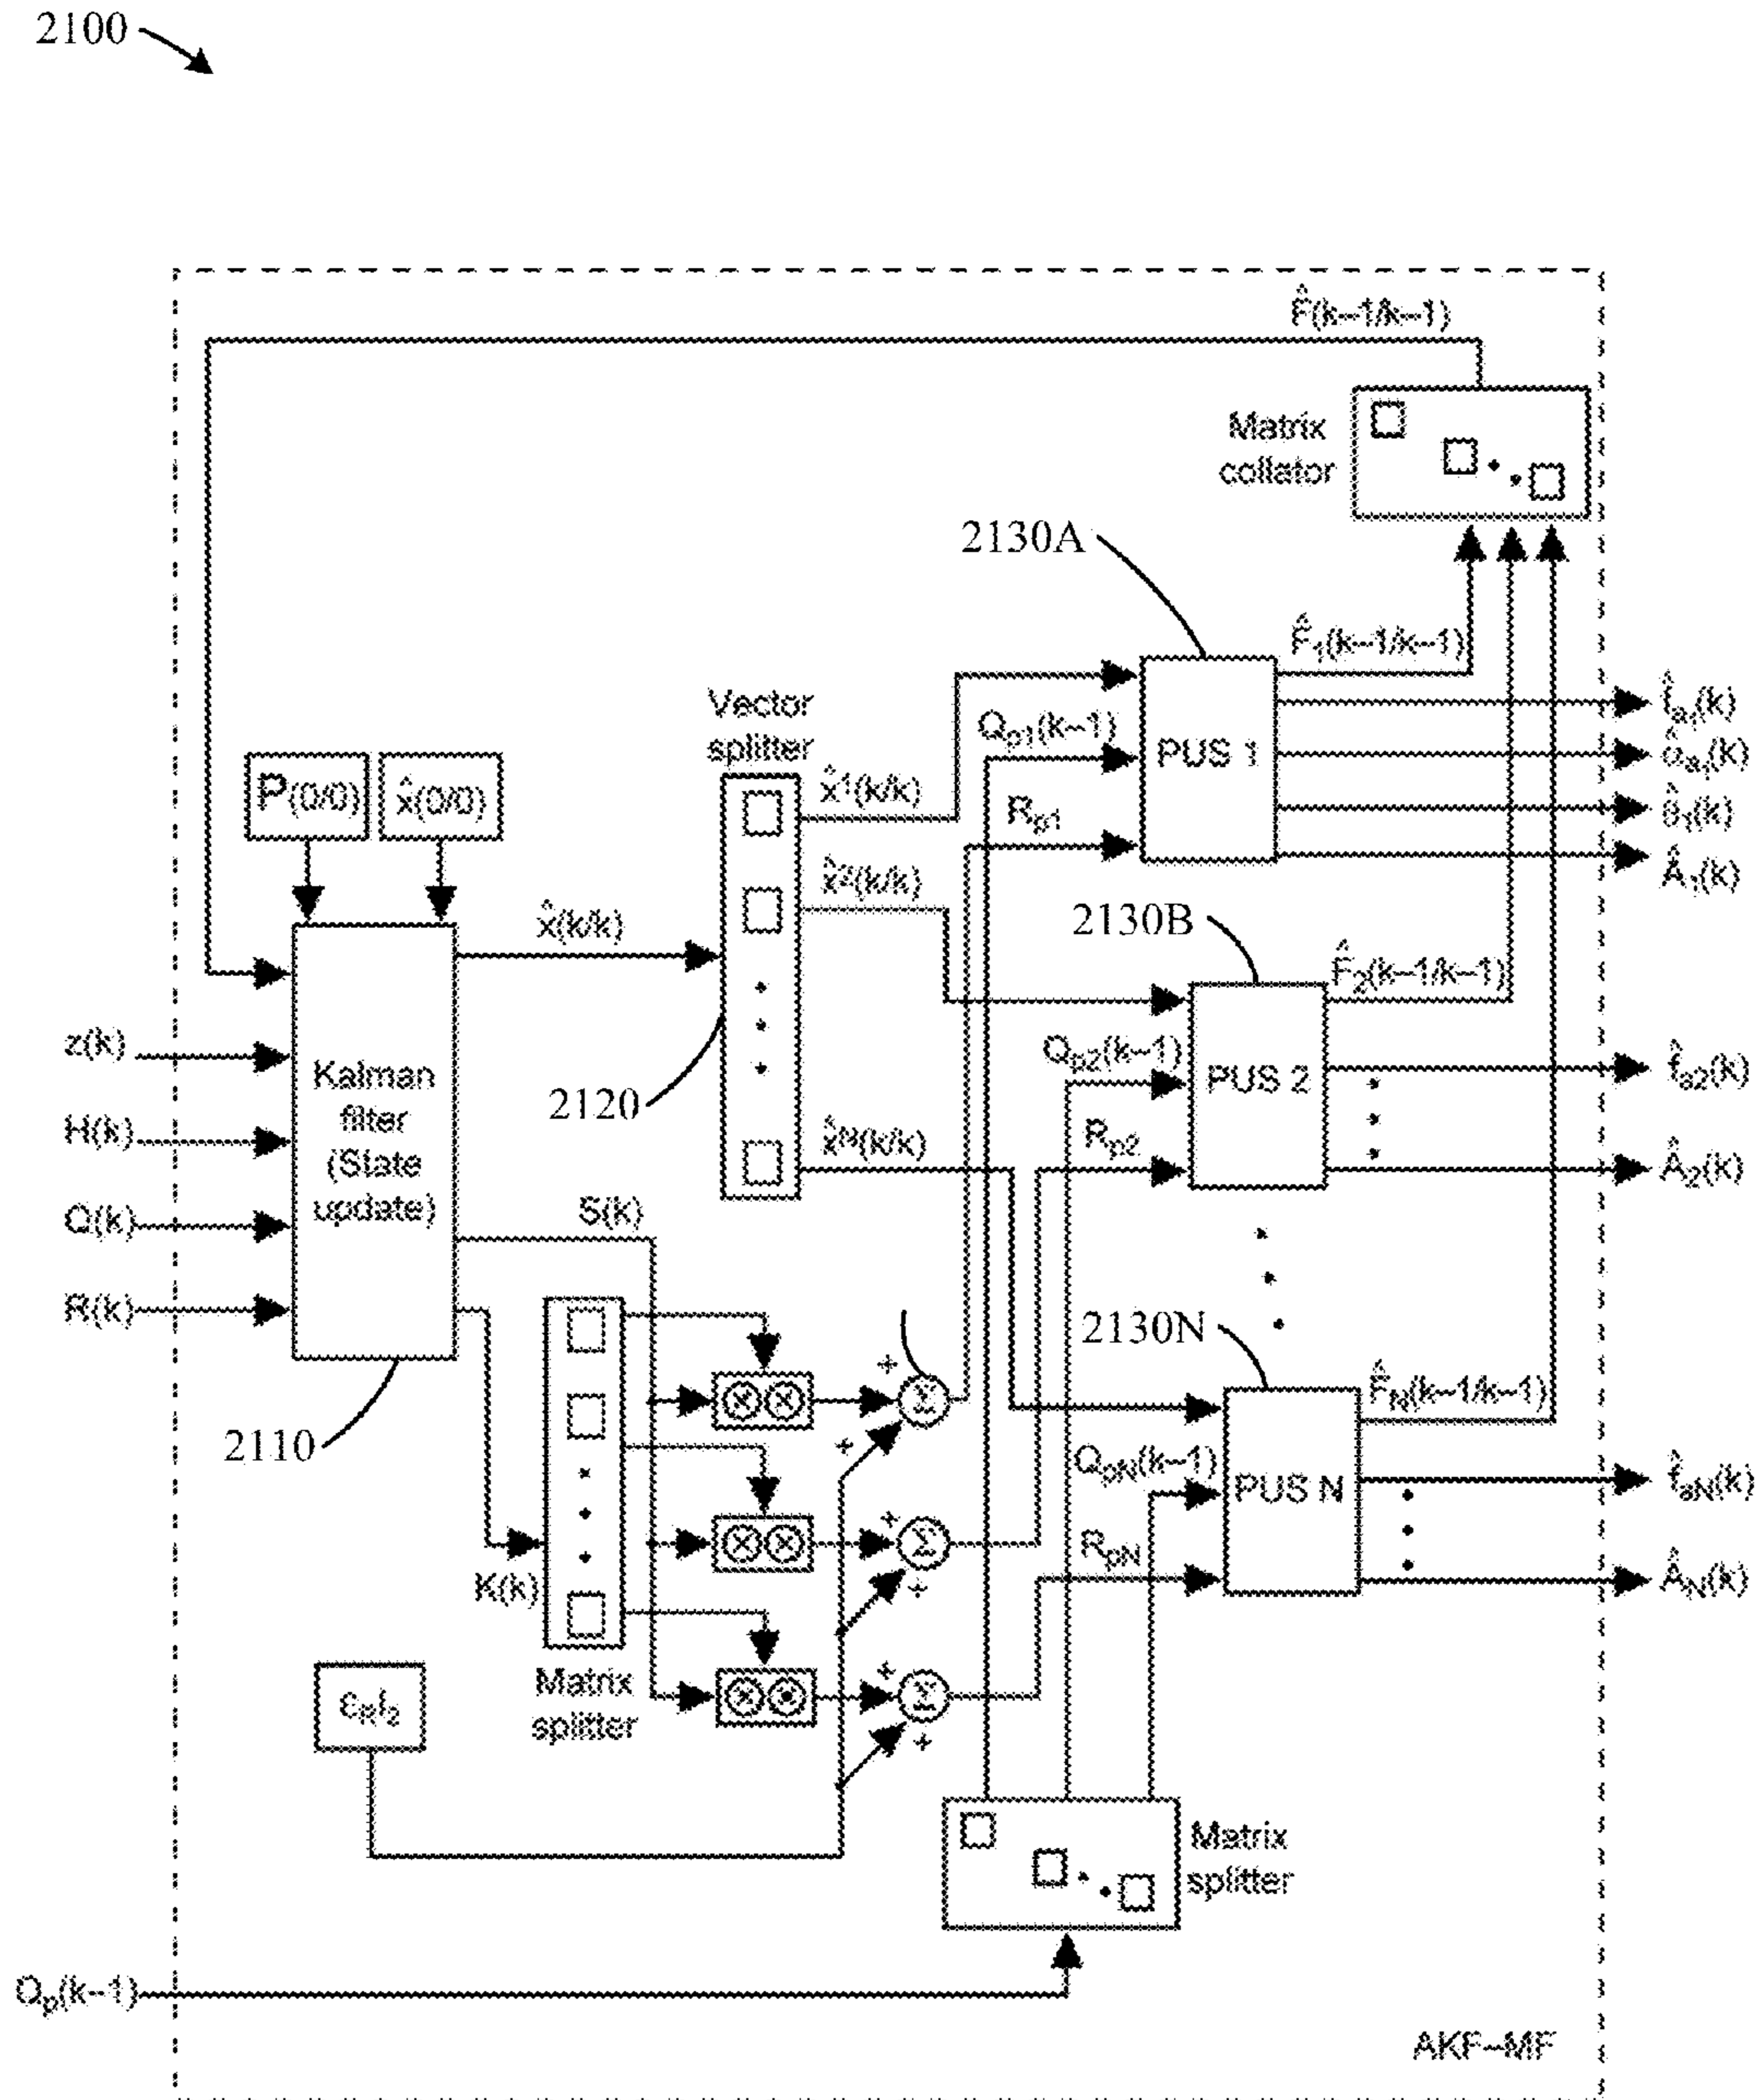 2100
F̂(k–1/k–1)
Matrix
collator
2130A
F̂₁(k–1/k–1)
Vector
splitter
Qp1(k–1)
PUS 1
f̂a₁(k)
P(0/0)
x̂(0/0)
x̂¹(k/k)
Rp1
Â₁(k)
x̂²(k/k)
2130B
x̂(k/k)
F̂₂(k–1/k–1)
z(k)
Kalman
filter
(State
update)
Qp2(k–1)
PUS 2
f̂a2(k)
2120
H(k)
x̂ᴺ(k/k)
Rp2
Â₂(k)
Q(k)
S(k)
R(k)
2130N
+
Σ
F̂N(k–1/k–1)
2110
+
QpN(k–1)
PUS N
f̂aN(k)
+
Σ
RpN
K(k)
+
ÂN(k)
εRI₂
Matrix
splitter
+
Σ
+
Matrix
splitter
Qp(k–1)
AKF–MF